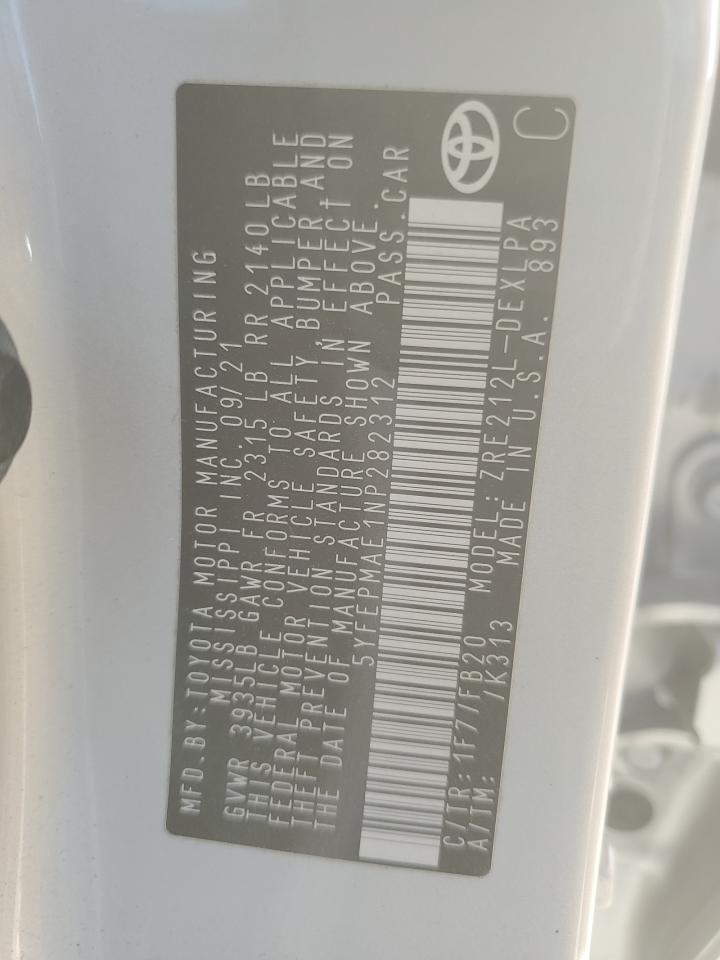 MFD.BY:TOYOTA MOTOR MANUFACTURING
MISSISSIPPI INC. 09/21
GVWR 3935LB GAWR FR 2315 LB RR 2140 LB
THIS VEHICLE CONFORMS TO ALL APPLICABLE
FEDERAL MOTOR VEHICLE SAFETY, BUMPER AND
THEFT PREVENTION STANDARDS IN EFFECT ON
THE DATE OF MANUFACTURE SHOWN ABOVE.
5YFEPMAE1NP282312 PASS.CAR
C/TR:1F7/FB20 MODEL:ZRE212L-DEXLPA
A/TM: /K313 MADE IN U.S.A. 893
C